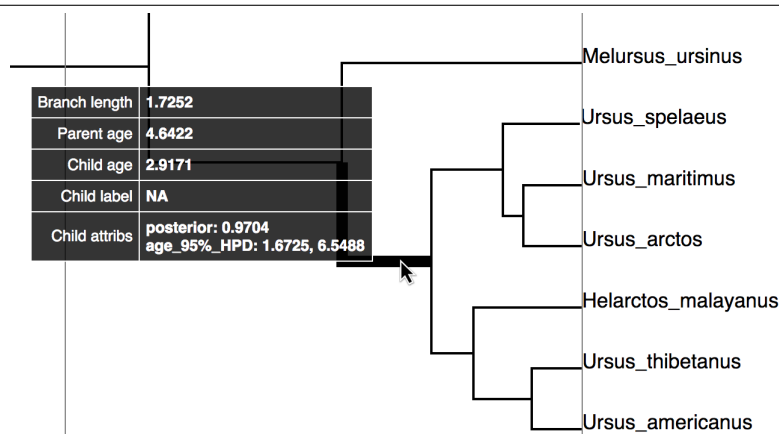 Melursus_ursinus
Branch length 1.7252
Parent age 4.6422
Child age 2.9171
Child label NA
Child attribs posterior: 0.9704
age_95%_HPD: 1.6725, 6.5488
Ursus_spelaeus
Ursus_maritimus
Ursus_arctos
Helarctos_malayanus
Ursus_thibetanus
Ursus_americanus